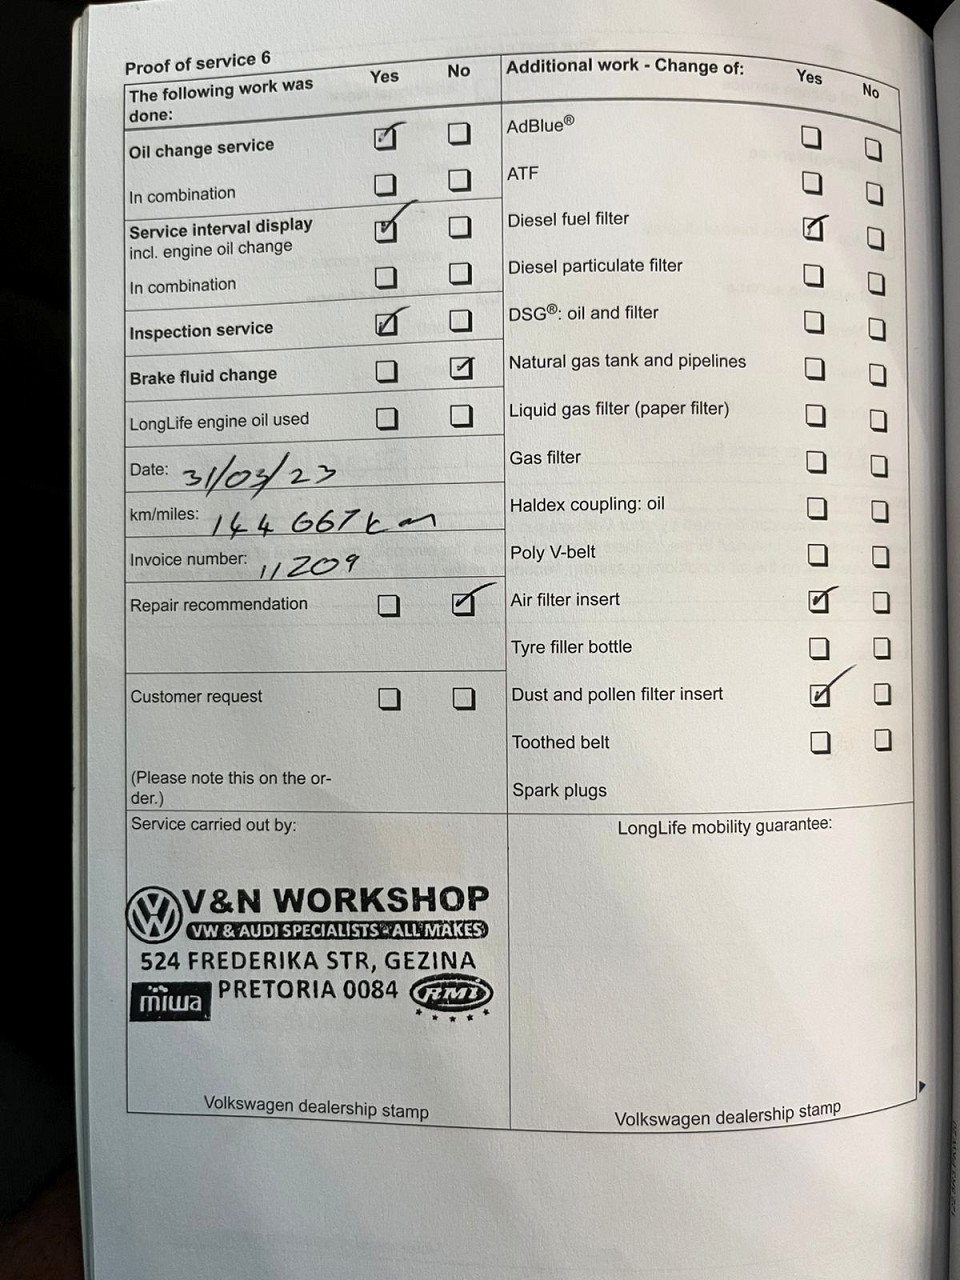 Proof of service 6
The following work was done: Yes No
Oil change service ☑ ☐
In combination ☐ ☐
Service interval display ☑ ☐
incl. engine oil change
In combination ☐ ☐
Inspection service ☑ ☐
Brake fluid change ☐ ☑
LongLife engine oil used ☐ ☐
Date: 31/03/23
km/miles: 144 667km
Invoice number: 11209
Repair recommendation ☐ ☑
Customer request ☐ ☐
(Please note this on the or-
der.)
Additional work - Change of: Yes No
AdBlue® ☐ ☐
ATF ☐ ☐
Diesel fuel filter ☑ ☐
Diesel particulate filter ☐ ☐
DSG®: oil and filter ☐ ☐
Natural gas tank and pipelines ☐ ☐
Liquid gas filter (paper filter) ☐ ☐
Gas filter ☐ ☐
Haldex coupling: oil ☐ ☐
Poly V-belt ☐ ☐
Air filter insert ☑ ☐
Tyre filler bottle ☐ ☐
Dust and pollen filter insert ☑ ☐
Toothed belt ☐ ☐
Spark plugs
Service carried out by:
V&N WORKSHOP
VW & AUDI SPECIALISTS - ALL MAKES
524 FREDERIKA STR, GEZINA
miwa PRETORIA 0084 RMI
Volkswagen dealership stamp
LongLife mobility guarantee:
Volkswagen dealership stamp